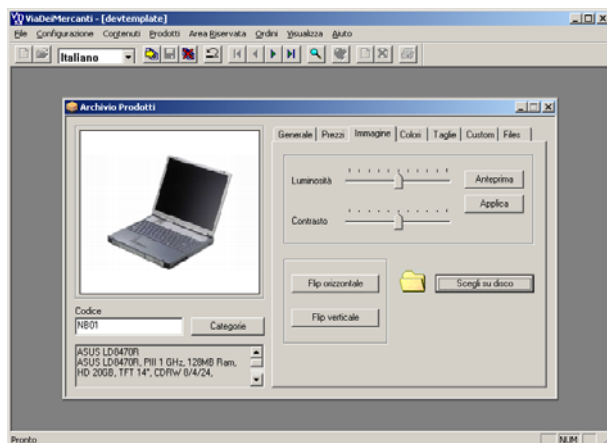 ViaDeiMercanti - [devtemplate]
File Configurazione Contenuti Prodotti Area Riservata Ordini Visualizza Aiuto
Italiano
Archivio Prodotti
Generale Prezzi Immagine Colori Taglie Custom Files
Luminosità
Anteprima
Applica
Contrasto
Flip orizzontale
Scegli su disco
Flip verticale
Codice
NB01
Categorie
ASUS LD8470R
ASUS LD8470R, PIII 1 GHz, 128MB Ram,
HD 20GB, TFT 14", CDRW 8/4/24,
Pronto
NUM